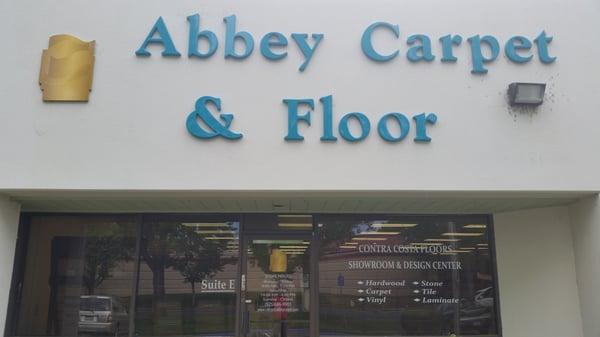 Abbey Carpet
& Floor
Suite E
CONTRA COSTA FLOORS
SHOWROOM & DESIGN CENTER
Hardwood
Carpet
Vinyl
Stone
Tile
Laminate